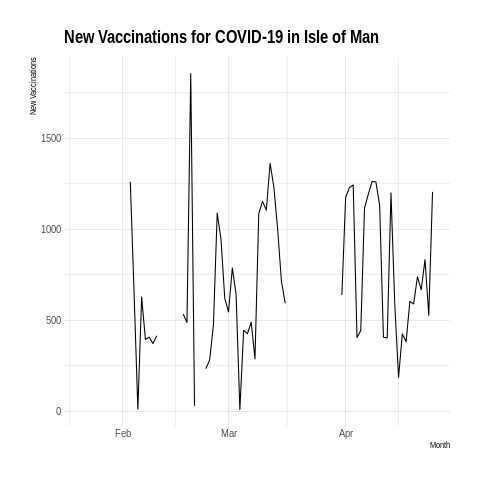 New Vaccinations for COVID-19 in Isle of Man
New Vaccinations
1500
1000
500
0
Feb
Mar
Apr
Month